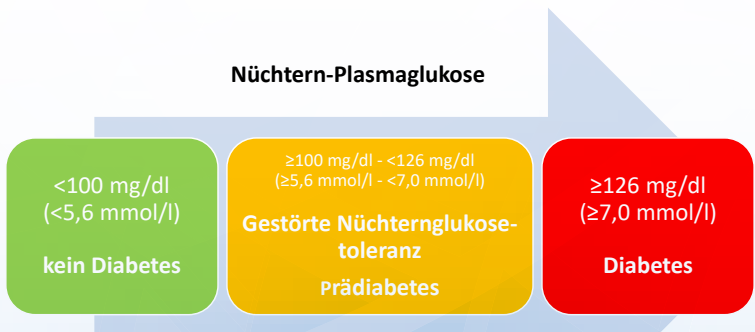 Nüchtern-Plasmaglukose
<100 mg/dl
(<5,6 mmol/l)
kein Diabetes
≥100 mg/dl - <126 mg/dl
(≥5,6 mmol/l - <7,0 mmol/l)
Gestörte Nüchternglukose-
toleranz
Prädiabetes
≥126 mg/dl
(≥7,0 mmol/l)
Diabetes